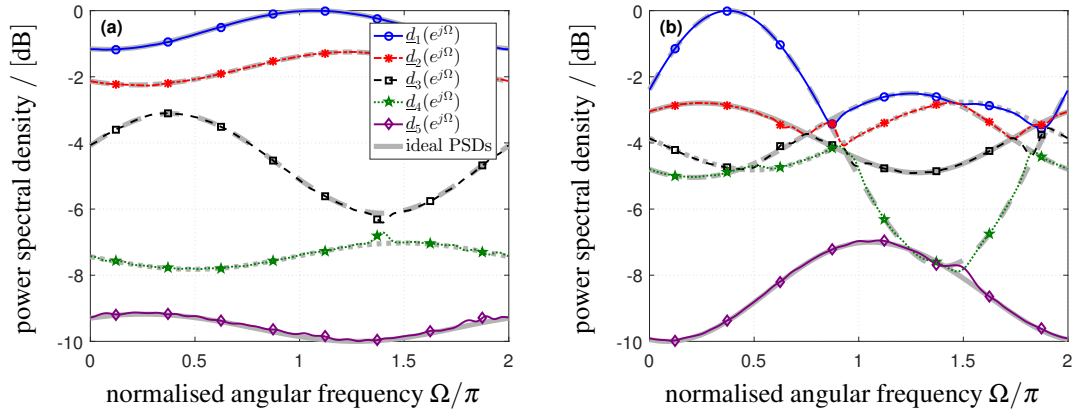 (a)
0
-2
-4
-6
-8
-10
0
0.5
1
1.5
2
power spectral density / [dB]
normalised angular frequency Ω/π
d₁(e^{jΩ})
d₂(e^{jΩ})
d₃(e^{jΩ})
d₄(e^{jΩ})
d₅(e^{jΩ})
ideal PSDs
(b)
0
-2
-4
-6
-8
-10
0
0.5
1
1.5
2
power spectral density / [dB]
normalised angular frequency Ω/π